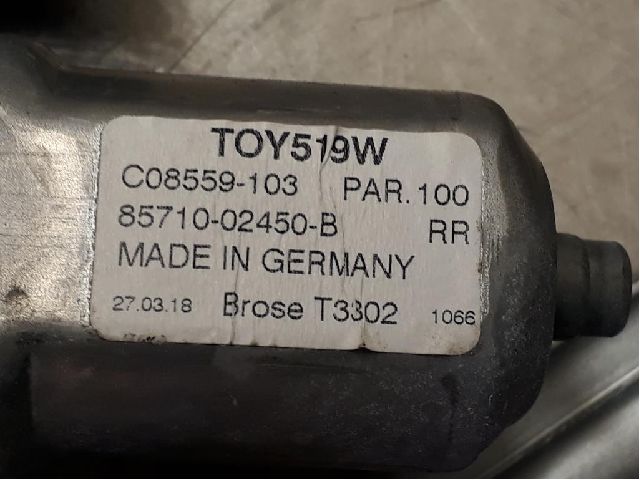 TOY519W
C08559-103 PAR.100
85710-02450-B RR
MADE IN GERMANY
27.03.18 Brose T3302 1066